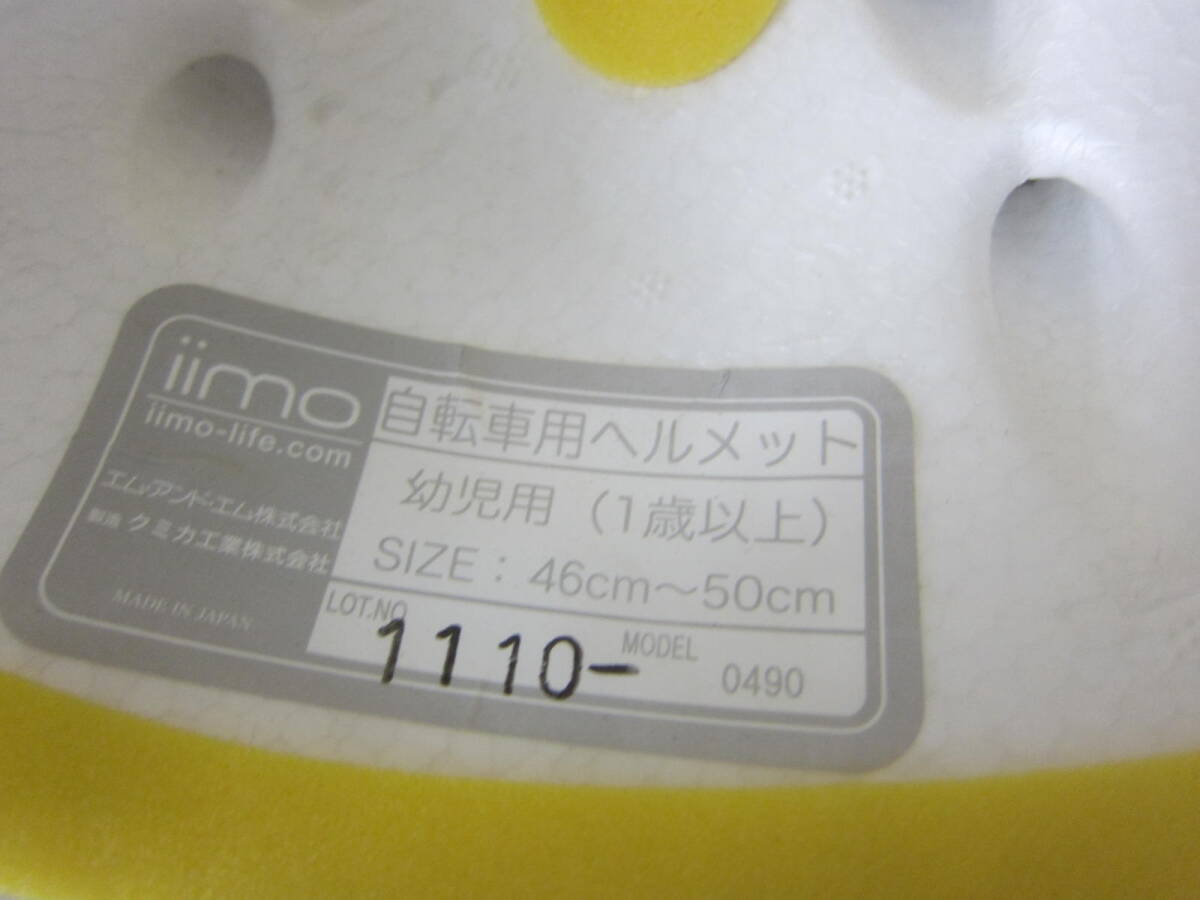 iimo
iimo-life.com
エム・アンド・エム株式会社
製造 クミカ工業株式会社
MADE IN JAPAN
自転車用ヘルメット
幼児用（1歳以上）
SIZE：46cm～50cm
LOT.NO 1110-
MODEL 0490